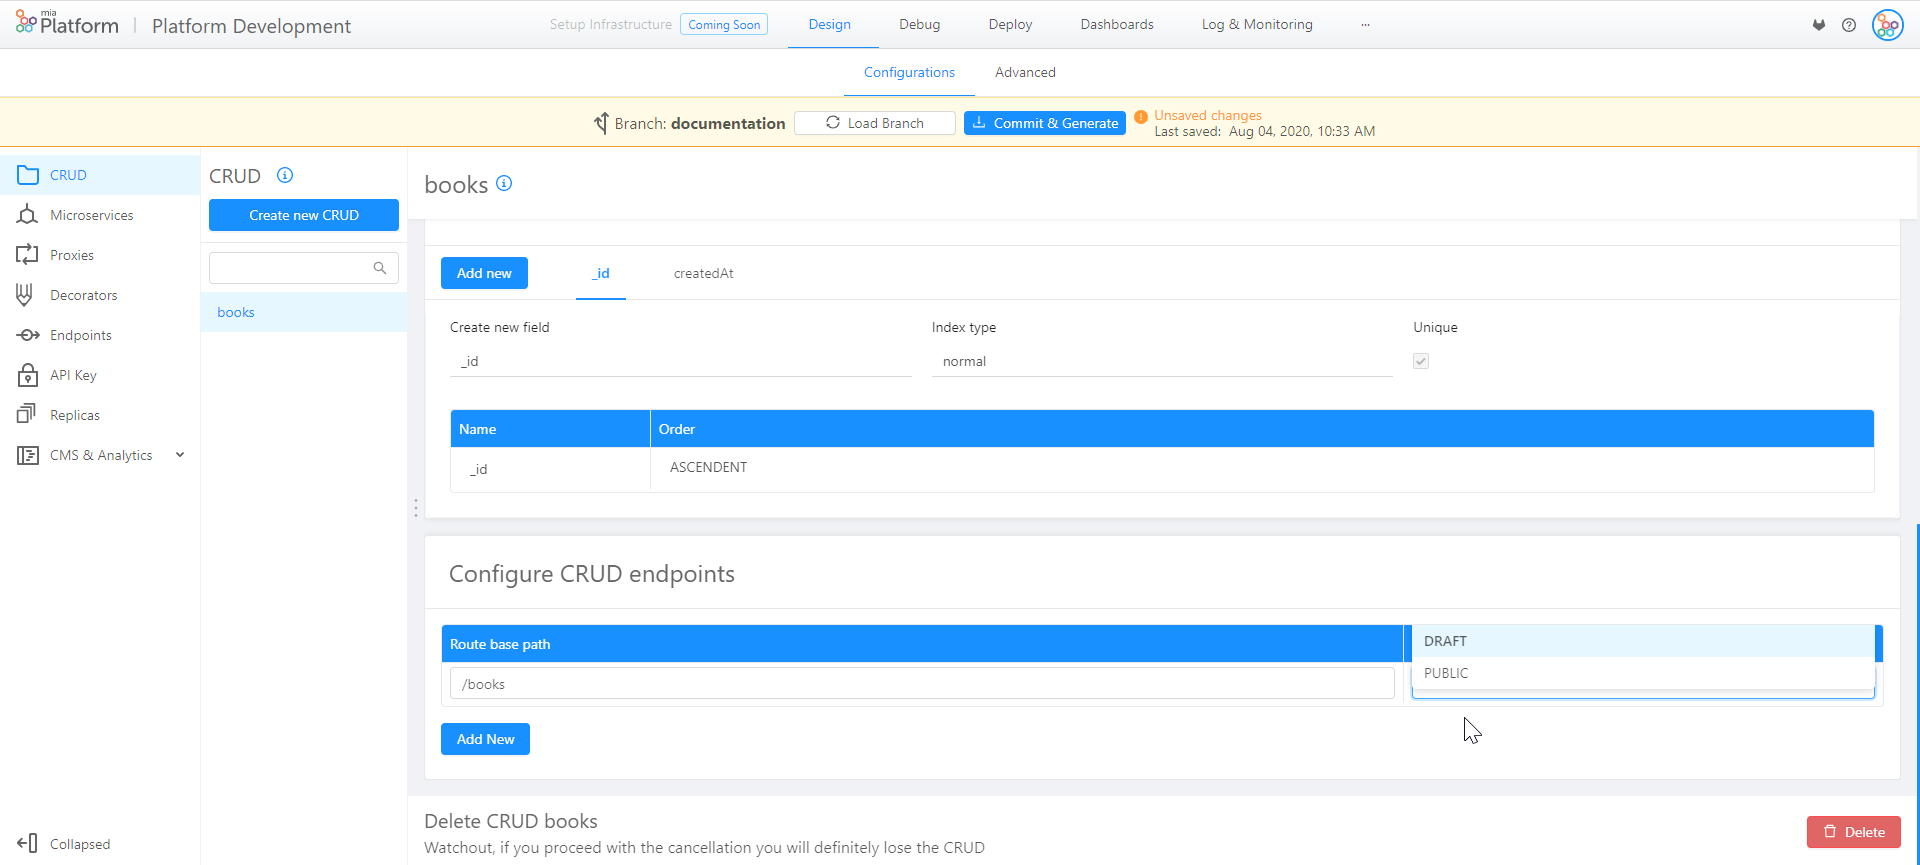 mia
Platform
Platform Development
Setup Infrastructure
Coming Soon
Design
Debug
Deploy
Dashboards
Log & Monitoring
...
Configurations
Advanced
Branch: documentation
Load Branch
Commit & Generate
Unsaved changes
Last saved: Aug 04, 2020, 10:33 AM
CRUD
Microservices
Proxies
Decorators
Endpoints
API Key
Replicas
CMS & Analytics
Collapsed
CRUD
Create new CRUD
books
books
Add new
_id
createdAt
Create new field
Index type
Unique
_id
normal
Name
Order
_id
ASCENDENT
Configure CRUD endpoints
Route base path
DRAFT
/books
PUBLIC
Add New
Delete CRUD books
Watchout, if you proceed with the cancellation you will definitely lose the CRUD
Delete